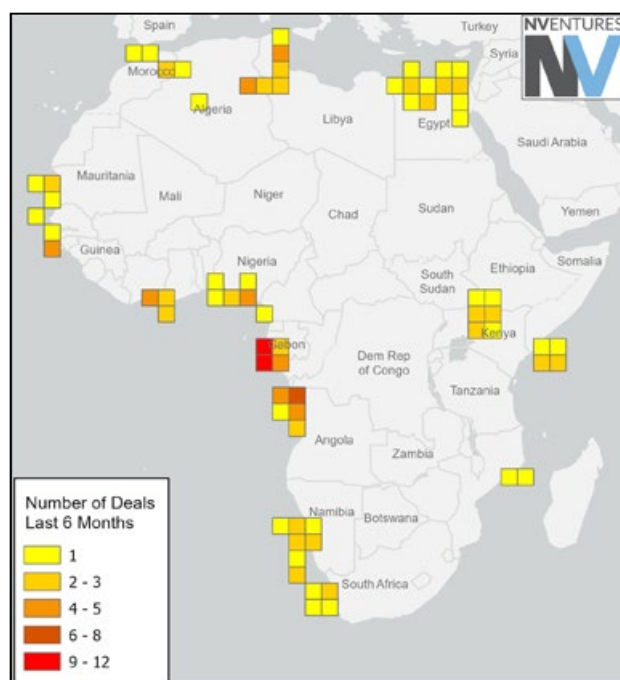 Spain
Turkey
NVENTURES
NV
Syria
Morocco
Algeria
Libya
Egypt
Saudi Arabia
Mauritania
Mali
Niger
Chad
Sudan
Yemen
Guinea
Nigeria
South
Sudan
Ethiopia
Somalia
Gabon
Kenya
Dem Rep
of Congo
Tanzania
Angola
Zambia
Namibia
Botswana
South Africa
Number of Deals
Last 6 Months
1
2 - 3
4 - 5
6 - 8
9 - 12